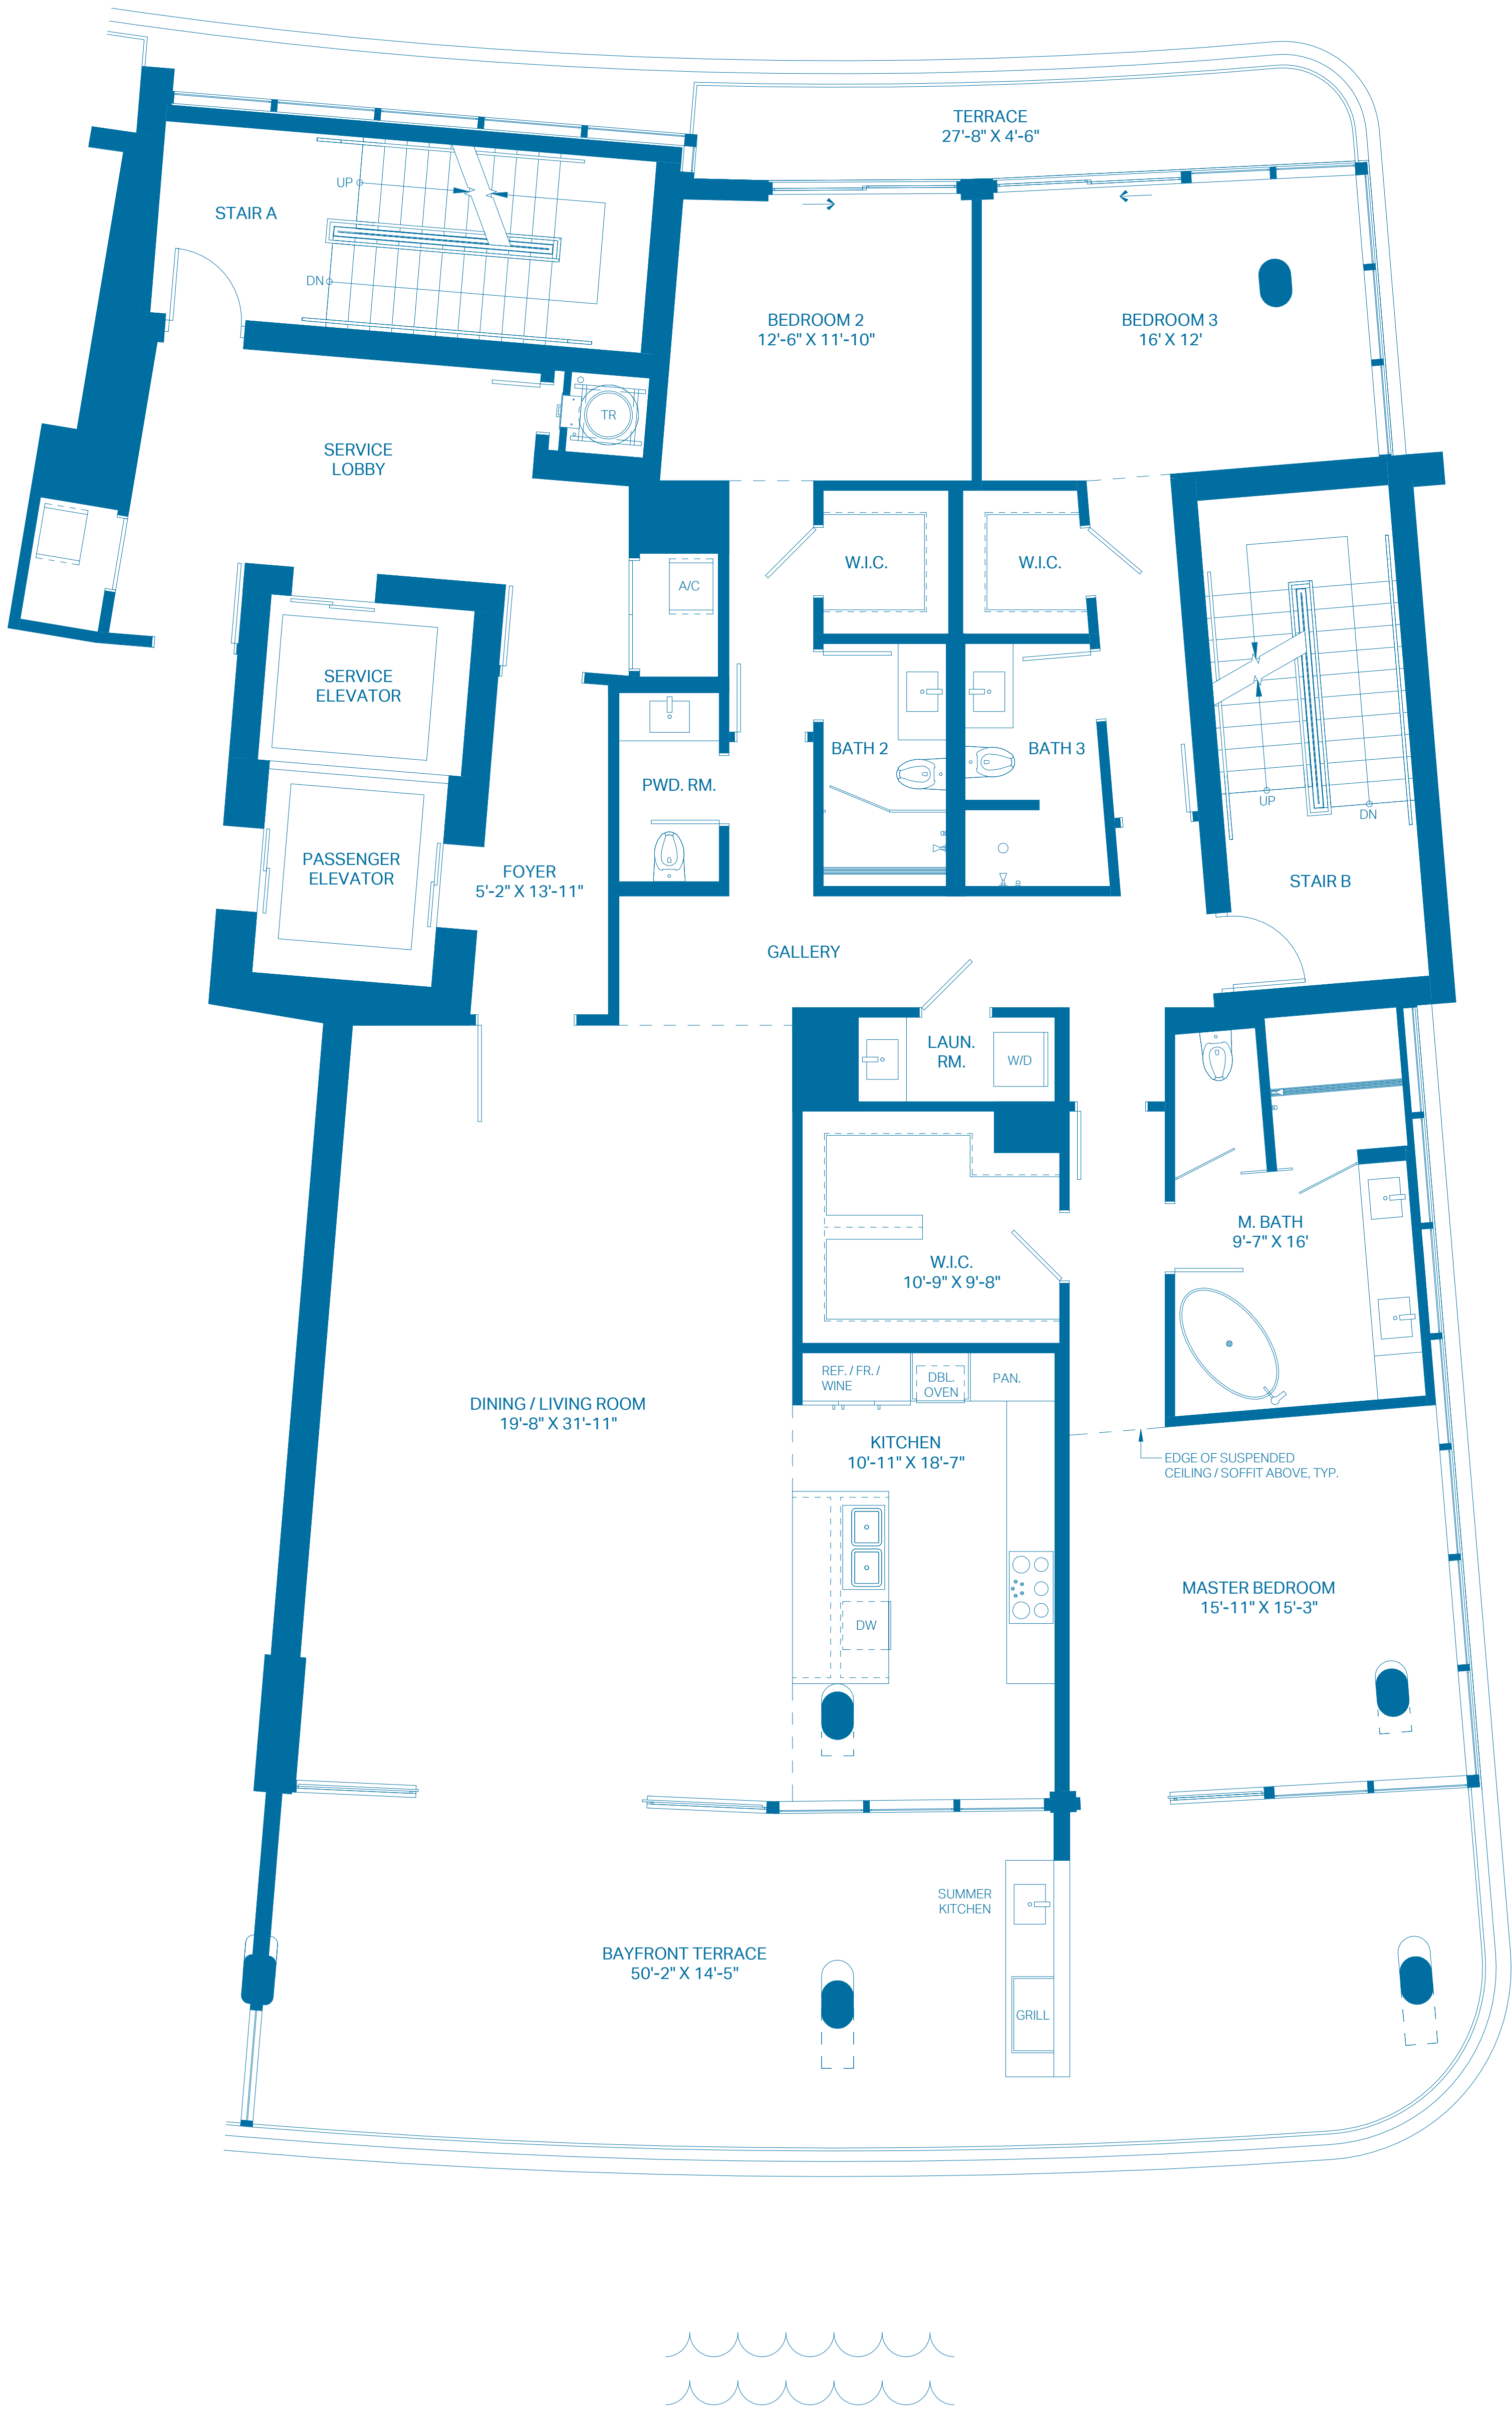 TERRACE
27'-8" X 4'-6"
UP
STAIR A
DN
BEDROOM 2
12'-6" X 11'-10"
BEDROOM 3
16' X 12'
TR
SERVICE
LOBBY
W.I.C.
W.I.C.
A/C
SERVICE
ELEVATOR
BATH 2
BATH 3
PWD. RM.
UP
DN
PASSENGER
ELEVATOR
FOYER
5'-2" X 13'-11"
STAIR B
GALLERY
LAUN.
RM.
W/D
M. BATH
9'-7" X 16'
W.I.C.
10'-9" X 9'-8"
REF. / FR. /
WINE
DBL.
OVEN
PAN.
DINING / LIVING ROOM
19'-8" X 31'-11"
KITCHEN
10'-11" X 18'-7"
EDGE OF SUSPENDED
CEILING / SOFFIT ABOVE, TYP.
MASTER BEDROOM
15'-11" X 15'-3"
DW
SUMMER
KITCHEN
BAYFRONT TERRACE
50'-2" X 14'-5"
GRILL